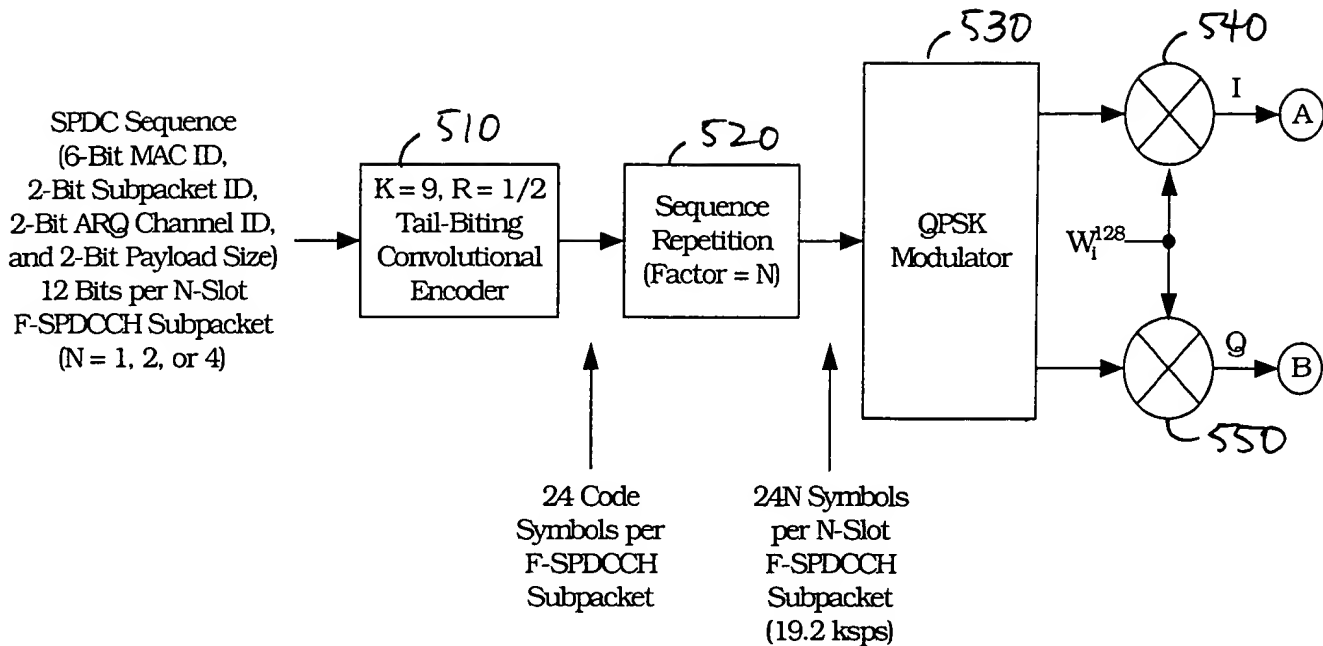 530
540
I
A
SPDC Sequence
(6-Bit MAC ID,
2-Bit Subpacket ID,
2-Bit ARQ Channel ID,
and 2-Bit Payload Size)
12 Bits per N-Slot
F-SPDCCH Subpacket
(N = 1, 2, or 4)
510
K = 9, R = 1/2
Tail-Biting
Convolutional
Encoder
520
Sequence
Repetition
(Factor = N)
QPSK
Modulator
W_i^128
Q
B
550
24 Code
Symbols per
F-SPDCCH
Subpacket
24N Symbols
per N-Slot
F-SPDCCH
Subpacket
(19.2 ksps)